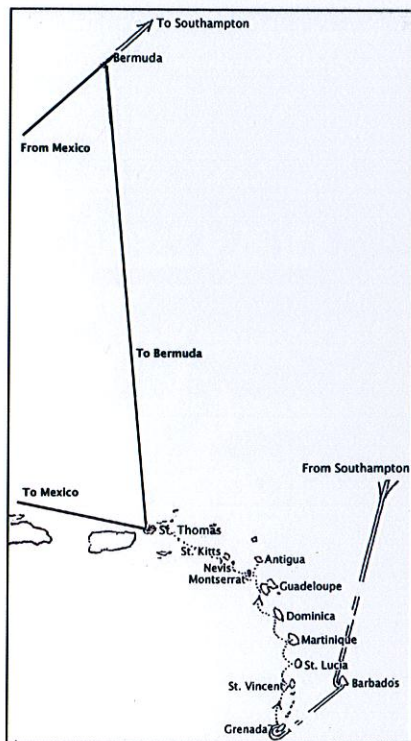 To Southampton
Bermuda
From Mexico
To Bermuda
From Southampton
To Mexico
St. Thomas
St. Kitts
Antigua
Nevis
Montserrat
Guadeloupe
Dominica
Martinique
St. Lucia
St. Vincent
Barbados
Grenada